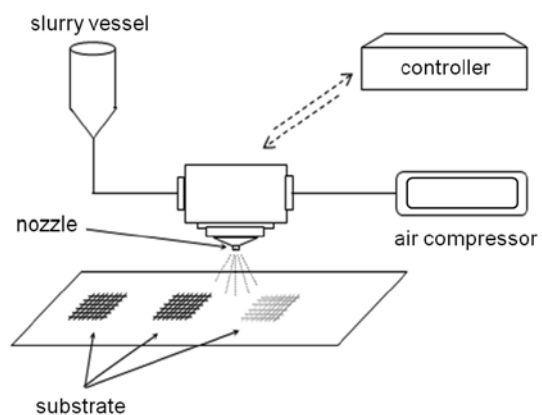 slurry vessel
controller
nozzle
air compressor
substrate